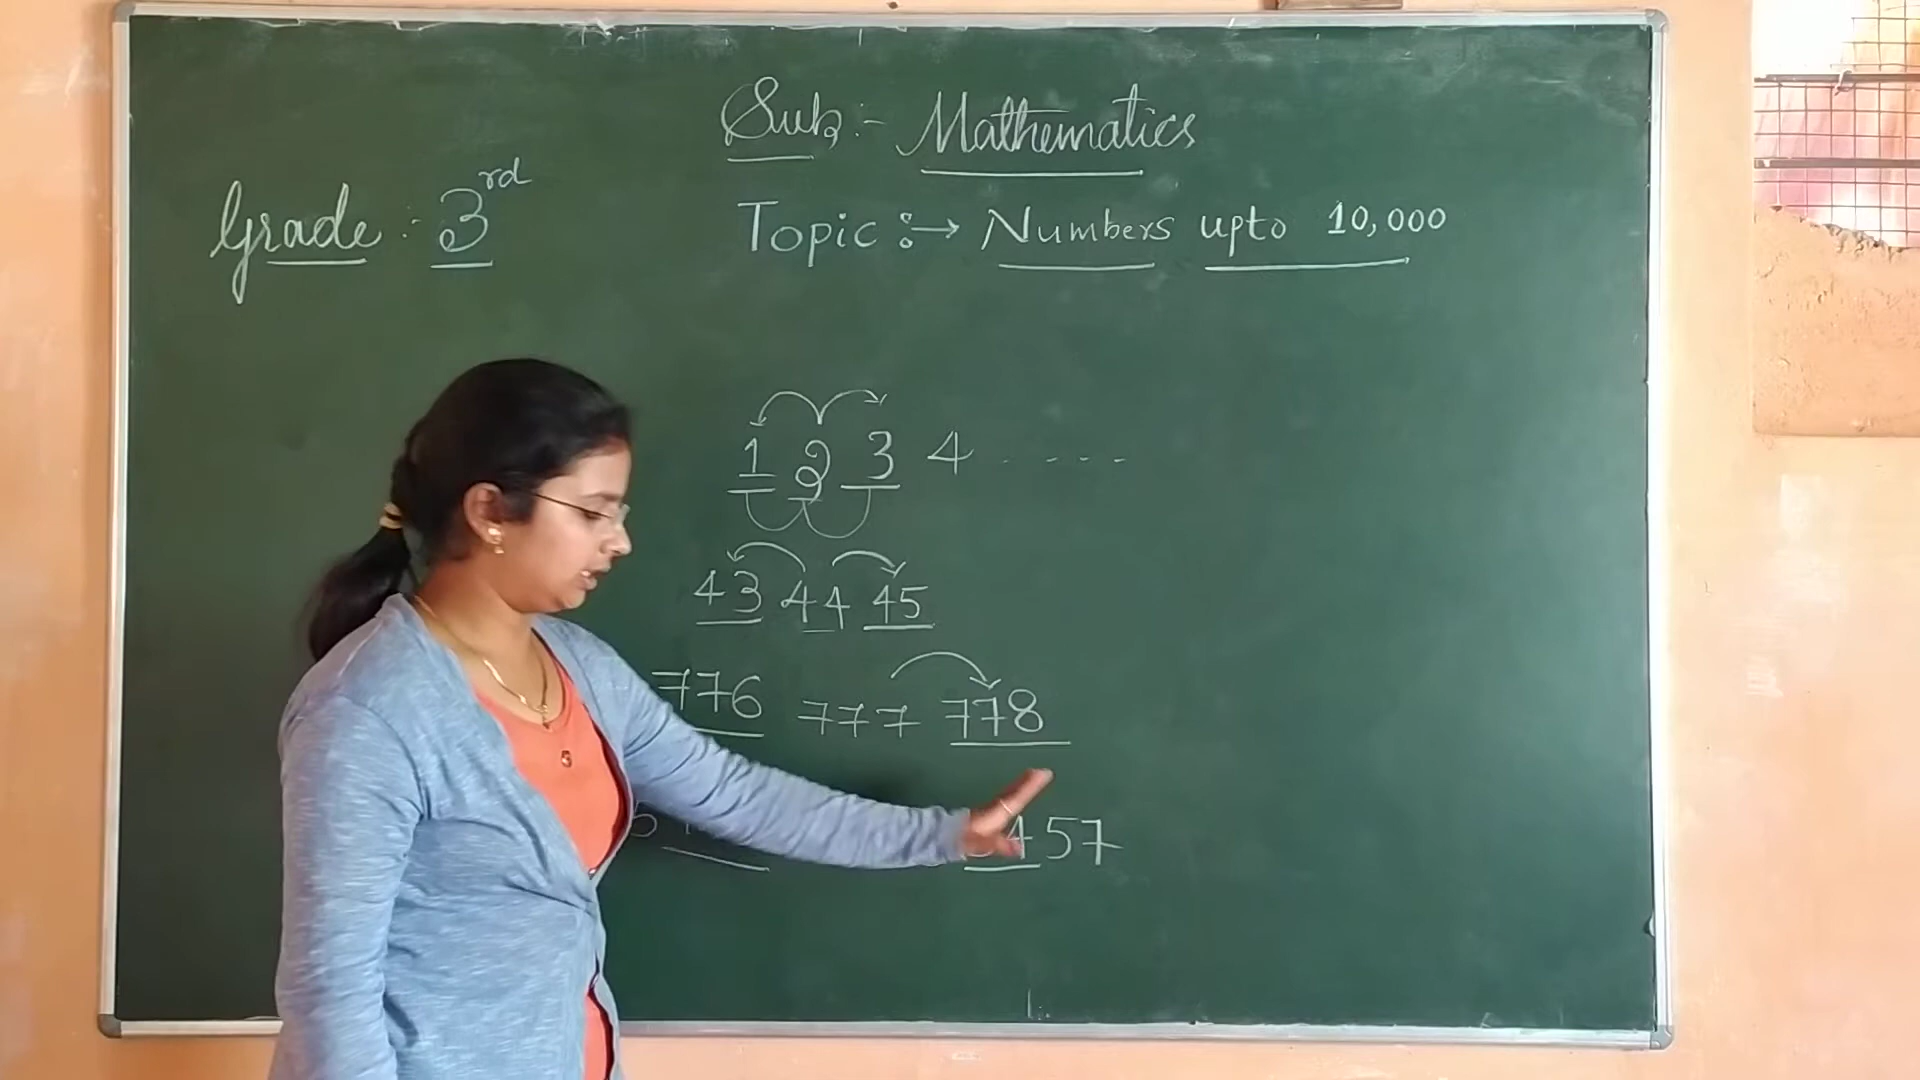 Sub:- Mathematics
Grade:- 3rd
Topic :→ Numbers upto 10,000
1 2 3 4 - - - -
43 44 45
776 777 778
457